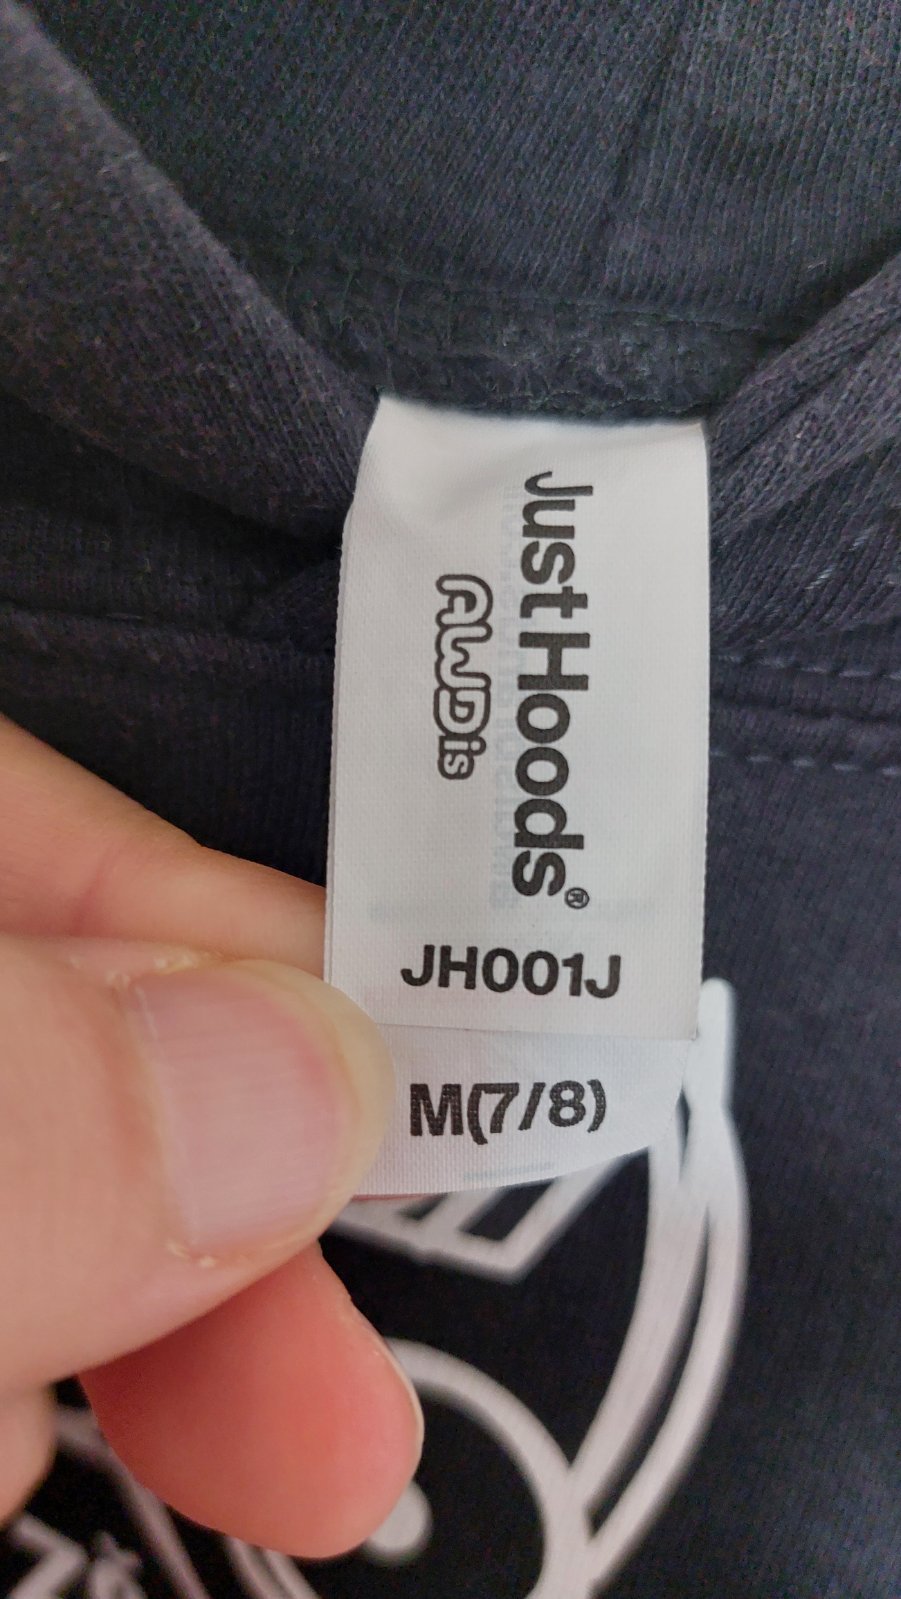 Just Hoods®
AWDis
JH001J
M(7/8)